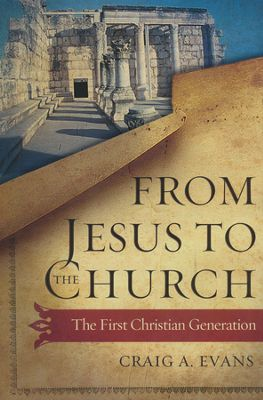 FROM
JESUS TO
THE CHURCH
The First Christian Generation
CRAIG A. EVANS